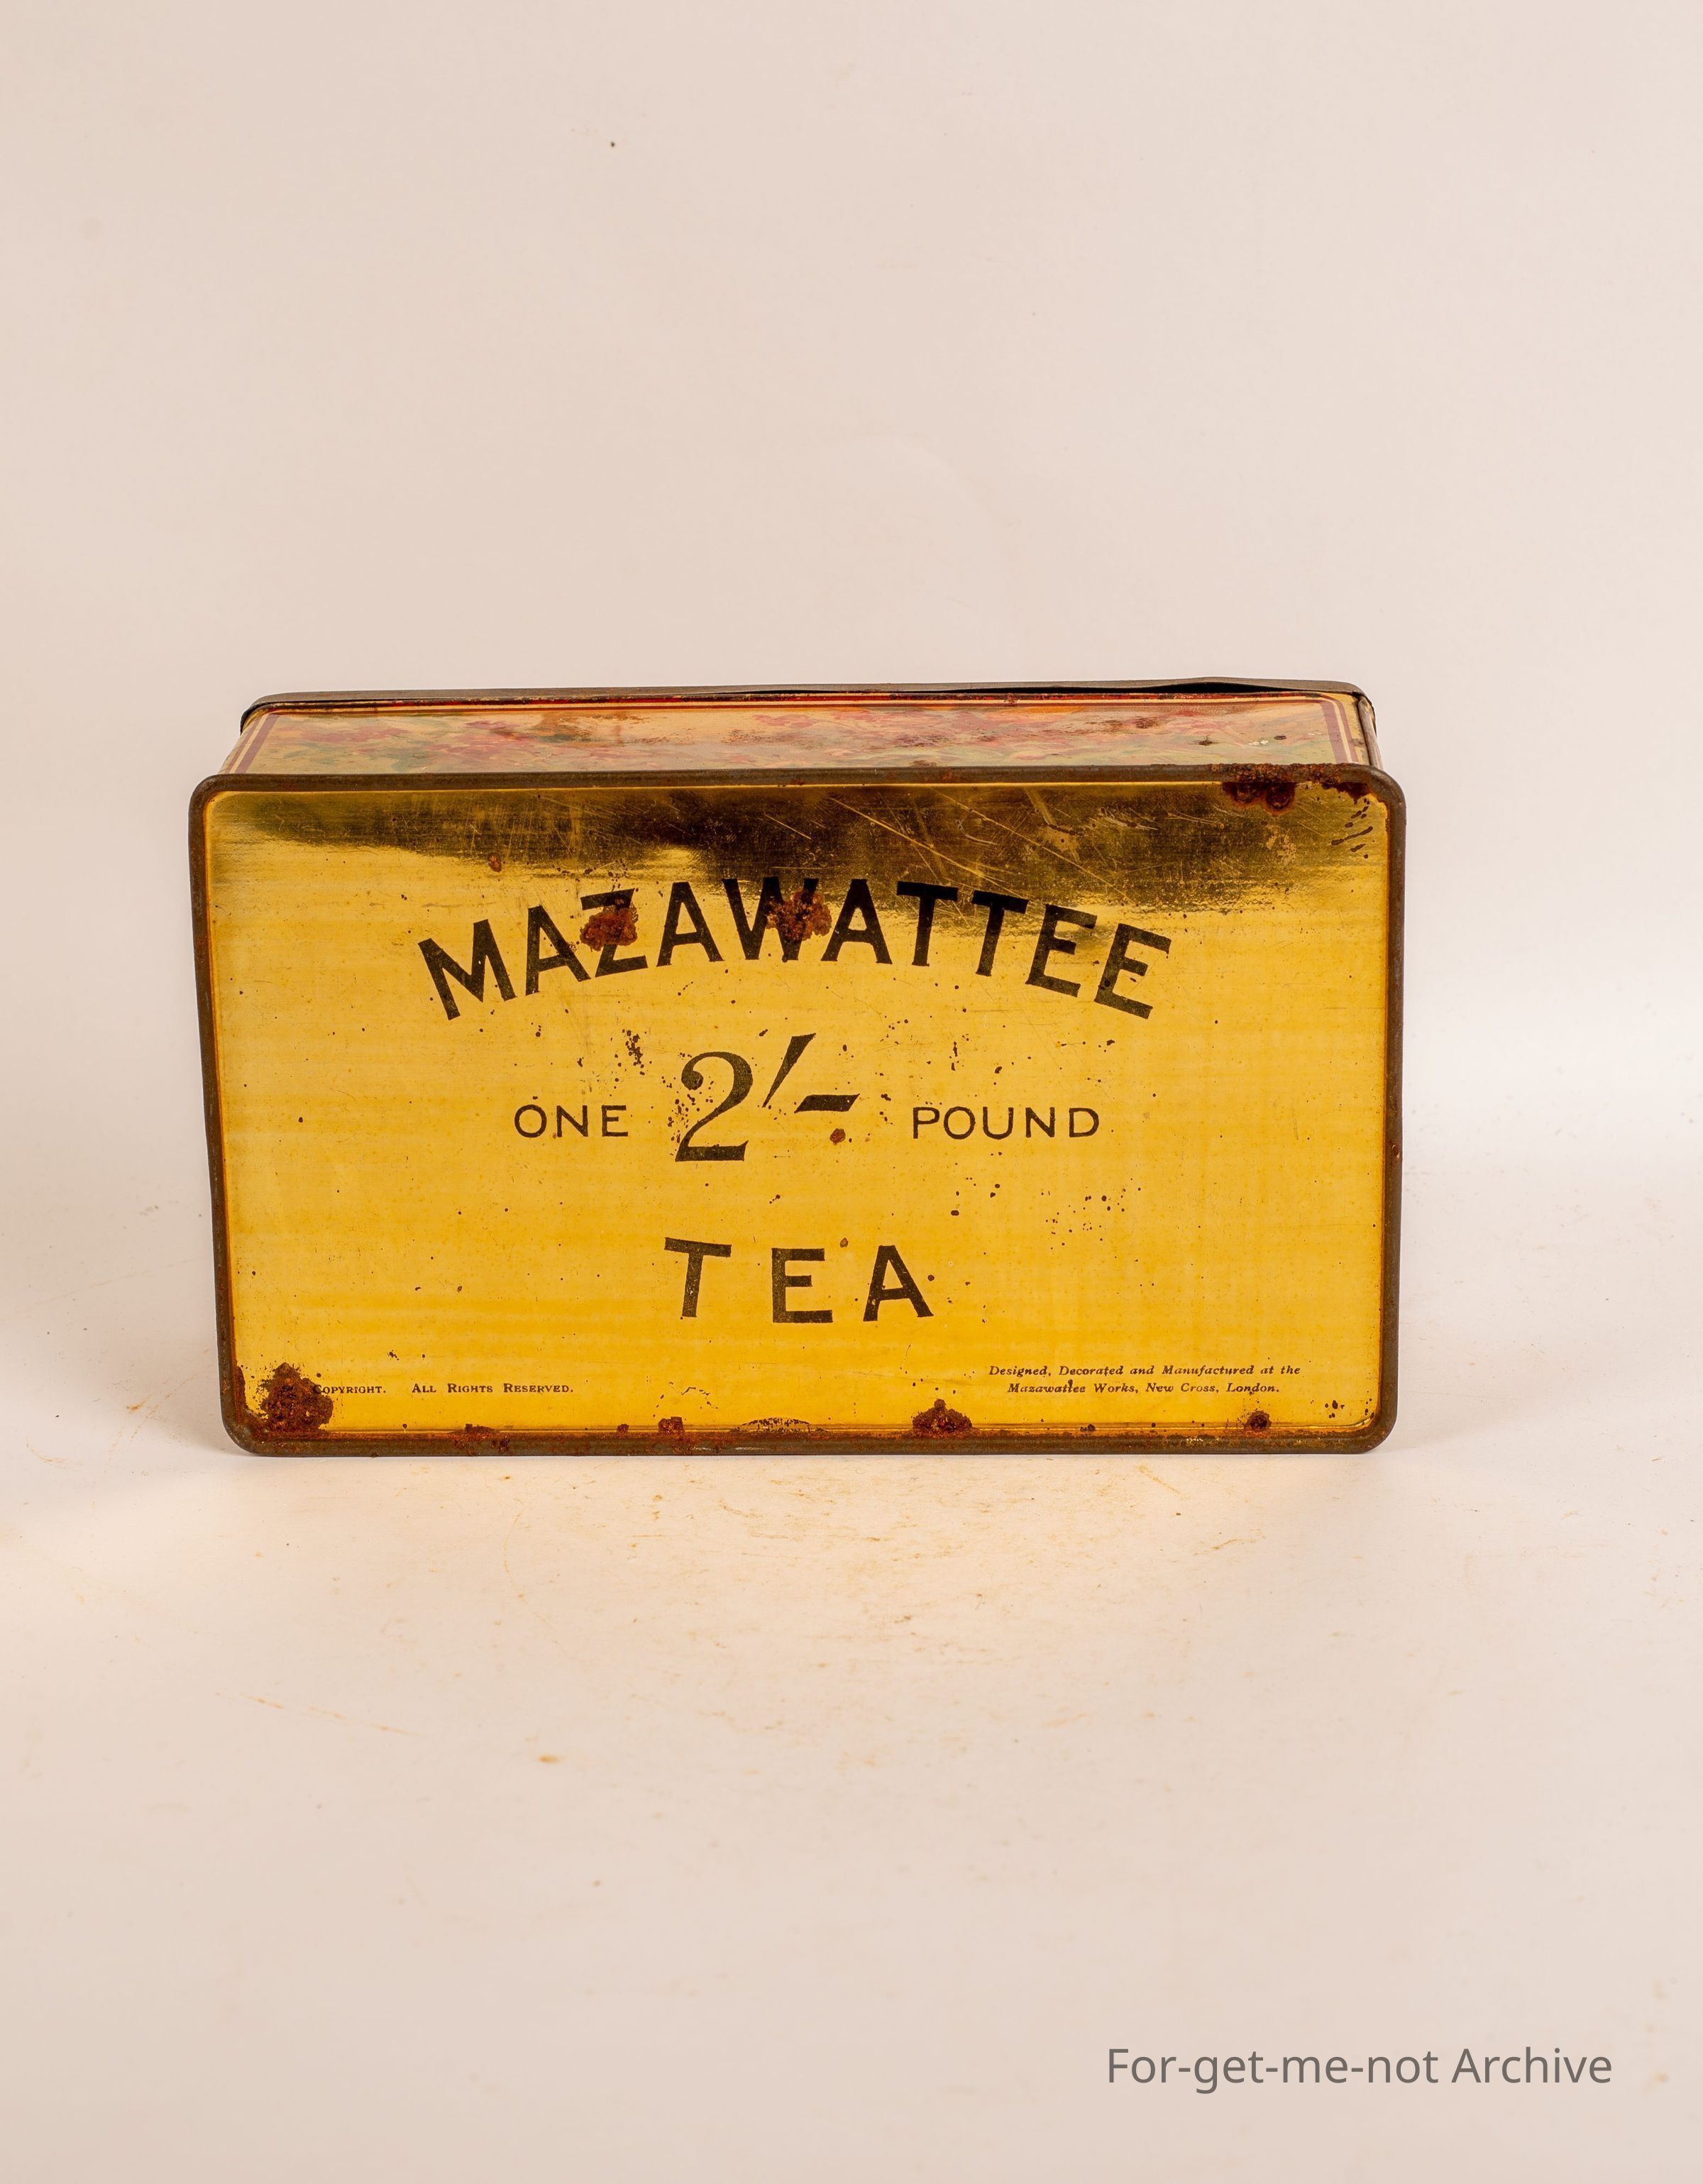 MAZAWATTEE
ONE 2/- POUND
TEA
COPYRIGHT. ALL RIGHTS RESERVED.
Designed, Decorated and Manufactured at the
Mazawattee Works, New Cross, London.
For-get-me-not Archive